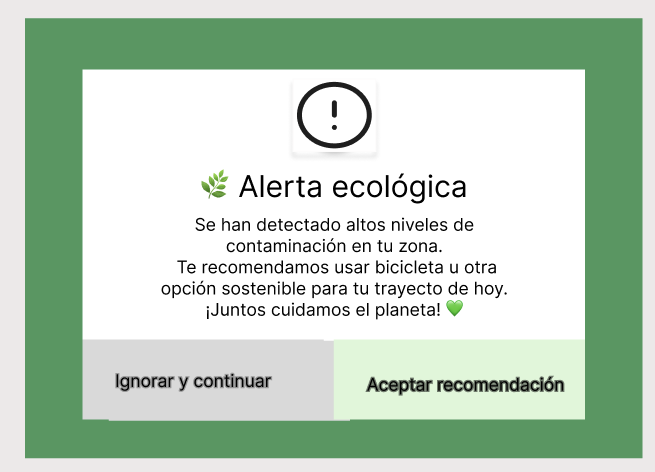 !
🌿 Alerta ecológica
Se han detectado altos niveles de
contaminación en tu zona.
Te recomendamos usar bicicleta u otra
opción sostenible para tu trayecto de hoy.
¡Juntos cuidamos el planeta! 💚
Ignorar y continuar
Aceptar recomendación